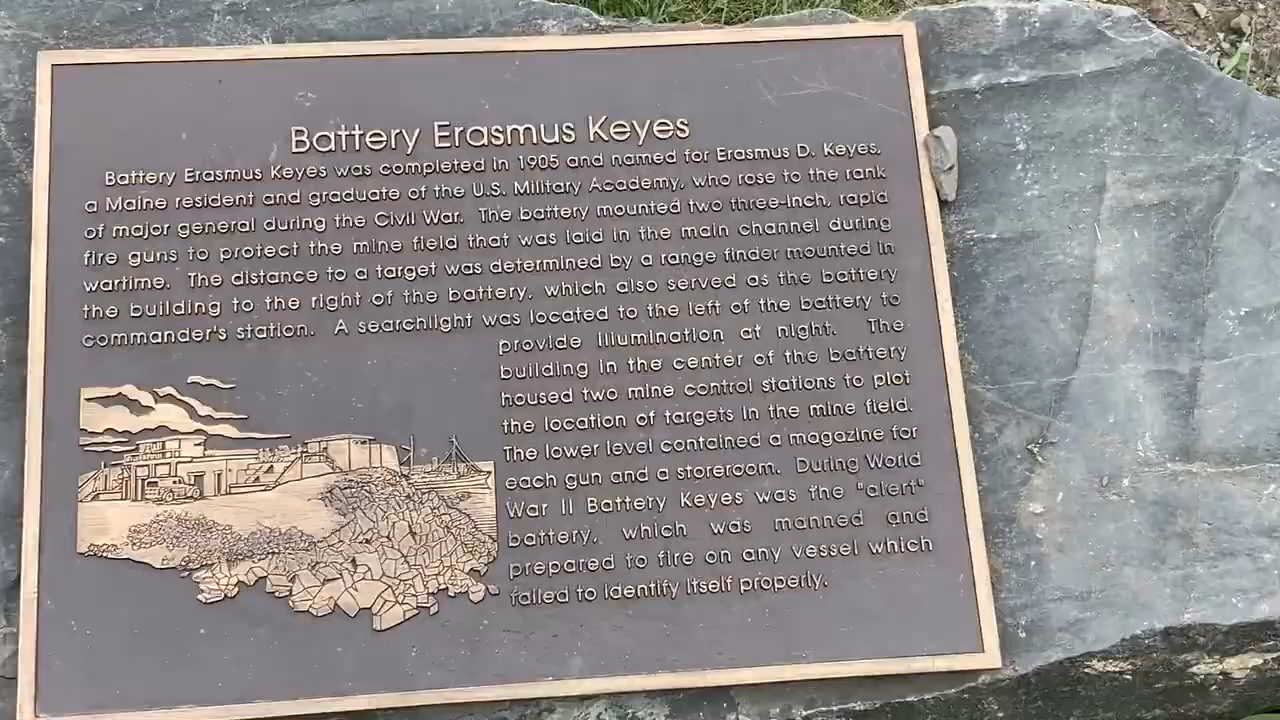 Battery Erasmus Keyes
Battery Erasmus Keyes was completed in 1905 and named for Erasmus D. Keyes,
a Maine resident and graduate of the U.S. Military Academy, who rose to the rank
of major general during the Civil War. The battery mounted two three-inch, rapid
fire guns to protect the mine field that was laid in the main channel during
wartime. The distance to a target was determined by a range finder mounted in
the building to the right of the battery, which also served as the battery
commander's station. A searchlight was located to the left of the battery to
provide illumination at night. The
building in the center of the battery
housed two mine control stations to plot
the location of targets in the mine field.
The lower level contained a magazine for
each gun and a storeroom. During World
War II Battery Keyes was the "alert"
battery, which was manned and
prepared to fire on any vessel which
failed to identify itself properly.